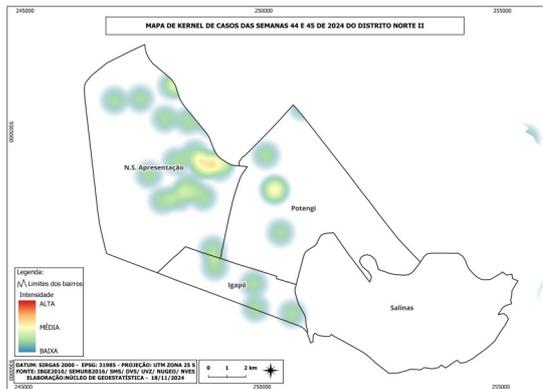 245000 250000 255000
MAPA DE KERNEL DE CASOS DAS SEMANAS 44 E 45 DE 2024 DO DISTRITO NORTE II
N.S. Apresentação
Potengi
Igapó
Salinas
Legenda:
Limites dos bairros
Intensidade
ALTA
MÉDIA
BAIXA
DATUM: SIRGAS 2000 - EPSG: 31985 - PROJEÇÃO: UTM ZONA 25 S
FONTE: IBGE2010/ SEMURB2016/ SMS/ DVS/ UVZ/ NUGEO/ NVES
ELABORAÇÃO:NÚCLEO DE GEOESTATÍSTICA - 18/11/2024
0 1 2 km
245000 250000 255000